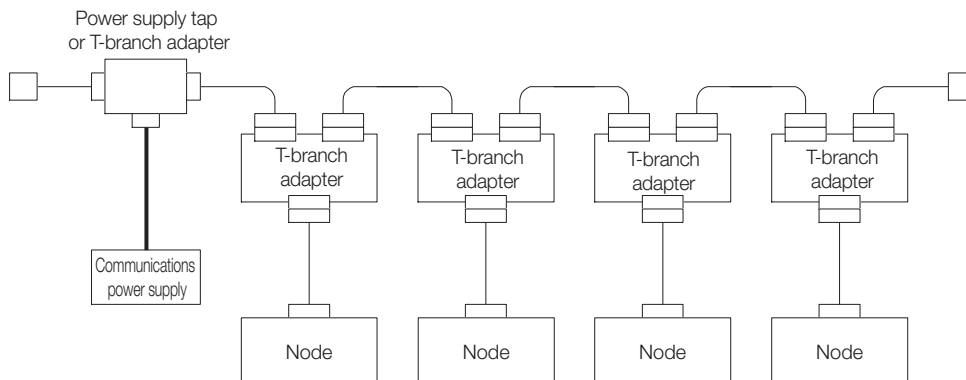 Power supply tap
or T-branch adapter
T-branch
adapter
T-branch
adapter
T-branch
adapter
T-branch
adapter
Communications
power supply
Node
Node
Node
Node